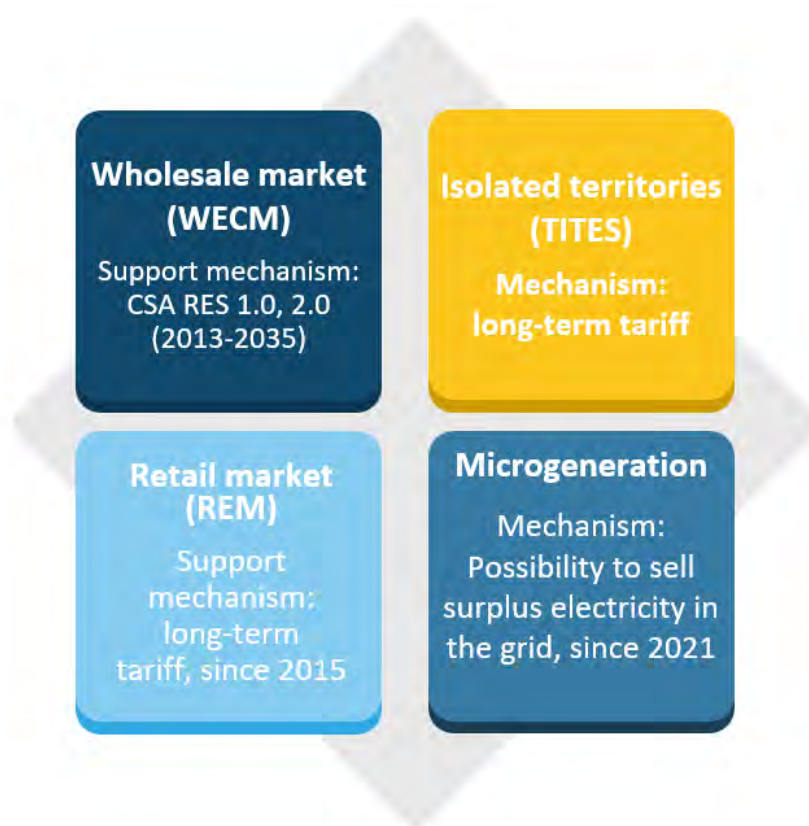 Wholesale market
(WECM)
Support mechanism:
CSA RES 1.0, 2.0
(2013-2035)
Isolated territories
(TITES)
Mechanism:
long-term tariff
Retail market
(REM)
Support
mechanism:
long-term
tariff, since 2015
Microgeneration
Mechanism:
Possibility to sell
surplus electricity in
the grid, since 2021